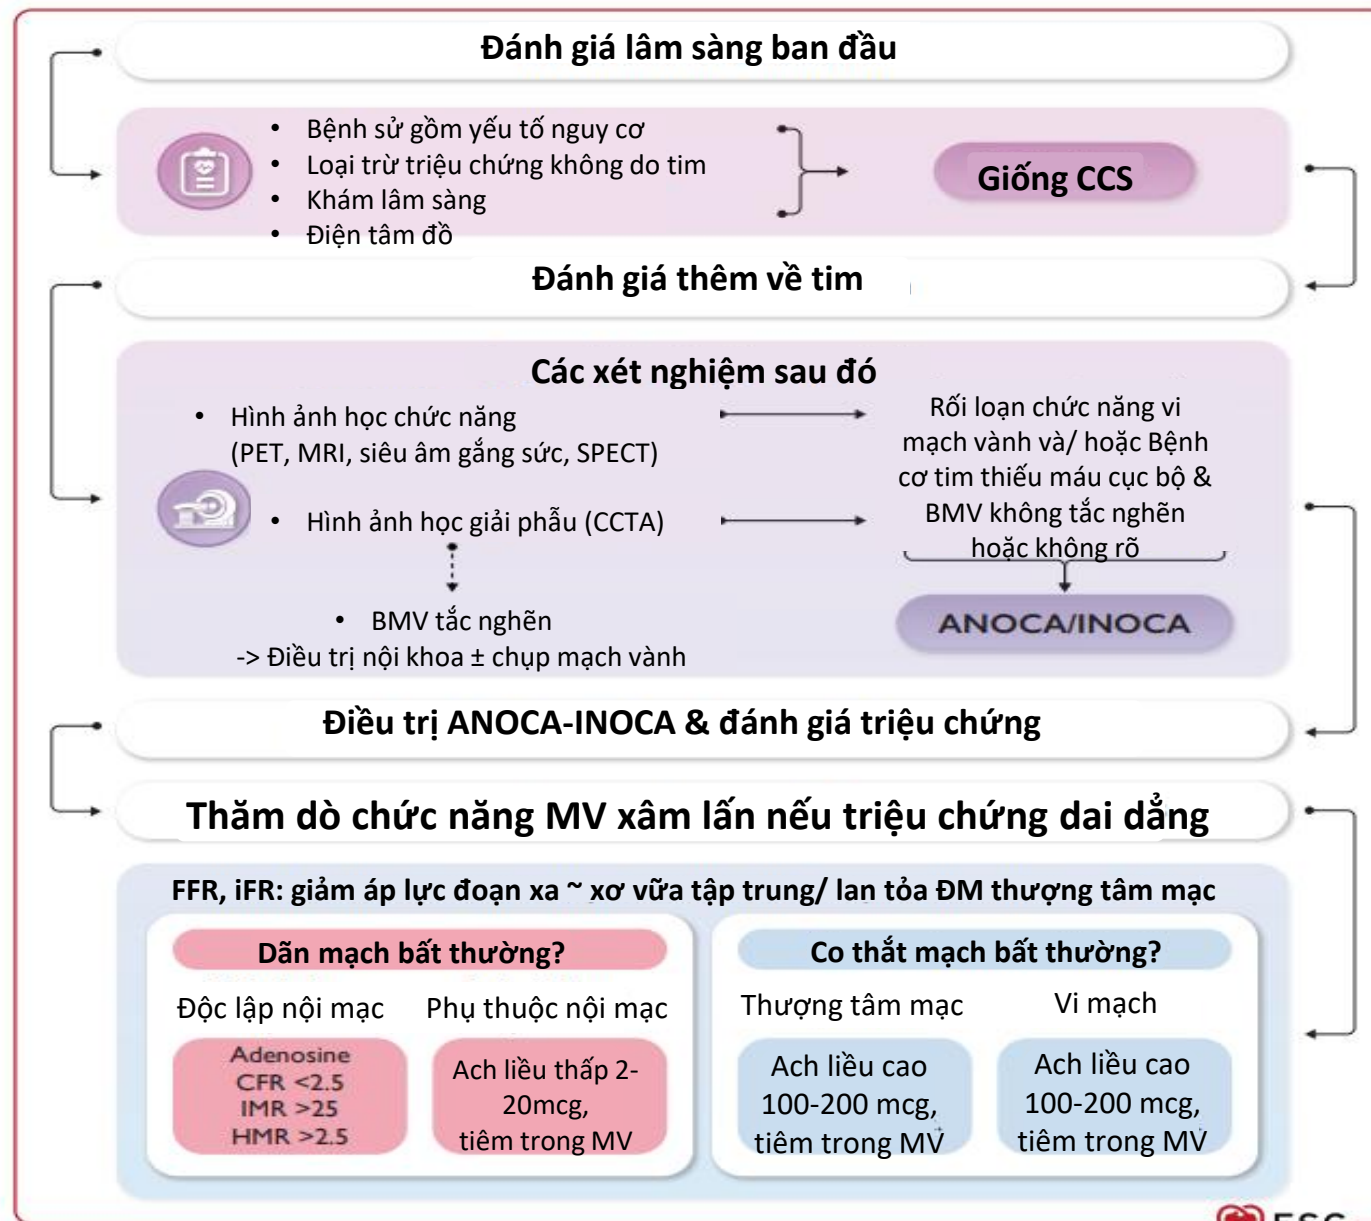 Đánh giá lâm sàng ban đầu
• Bệnh sử gồm yếu tố nguy cơ
• Loại trừ triệu chứng không do tim
• Khám lâm sàng
• Điện tâm đồ
Giống CCS
Đánh giá thêm về tim
Các xét nghiệm sau đó
• Hình ảnh học chức năng
(PET, MRI, siêu âm gắng sức, SPECT)
• Hình ảnh học giải phẫu (CCTA)
• BMV tắc nghẽn
-> Điều trị nội khoa ± chụp mạch vành
Rối loạn chức năng vi
mạch vành và/ hoặc Bệnh
cơ tim thiếu máu cục bộ &
BMV không tắc nghẽn
hoặc không rõ
ANOCA/INOCA
Điều trị ANOCA-INOCA & đánh giá triệu chứng
Thăm dò chức năng MV xâm lấn nếu triệu chứng dai dẳng
FFR, iFR: giảm áp lực đoạn xa ~ xơ vữa tập trung/ lan tỏa ĐM thượng tâm mạc
Dãn mạch bất thường?
Độc lập nội mạc
Adenosine
CFR <2.5
IMR >25
HMR >2.5
Phụ thuộc nội mạc
Ach liều thấp 2-
20mcg,
tiêm trong MV
Co thắt mạch bất thường?
Thượng tâm mạc
Ach liều cao
100-200 mcg,
tiêm trong MV
Vi mạch
Ach liều cao
100-200 mcg,
tiêm trong MV